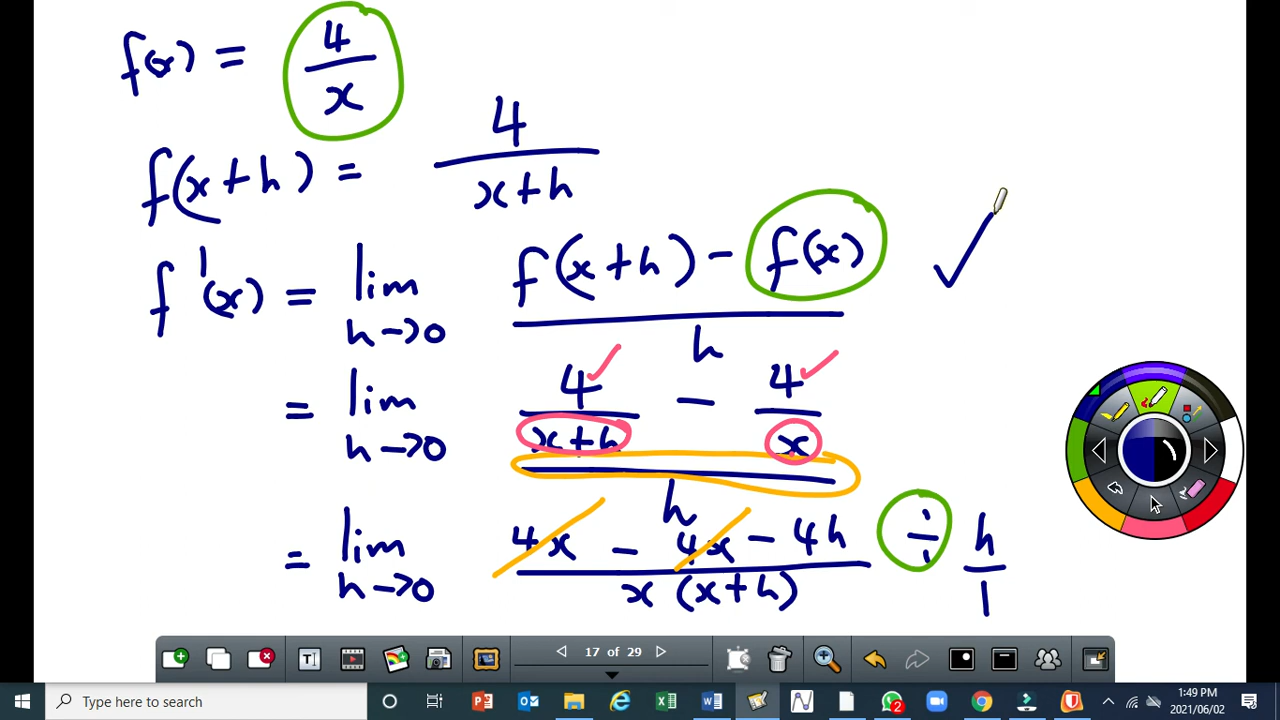 f(x) = 4/x
f(x+h) = 4/(x+h)
f'(x) = lim h→0 (f(x+h) - f(x))/h ✓
= lim h→0 (4/(x+h) - 4/x)/h
= lim h→0 (4x - 4x - 4h)/(x(x+h)) ÷ h/1
17 of 29
Type here to search
2
1:49 PM
2021/06/02